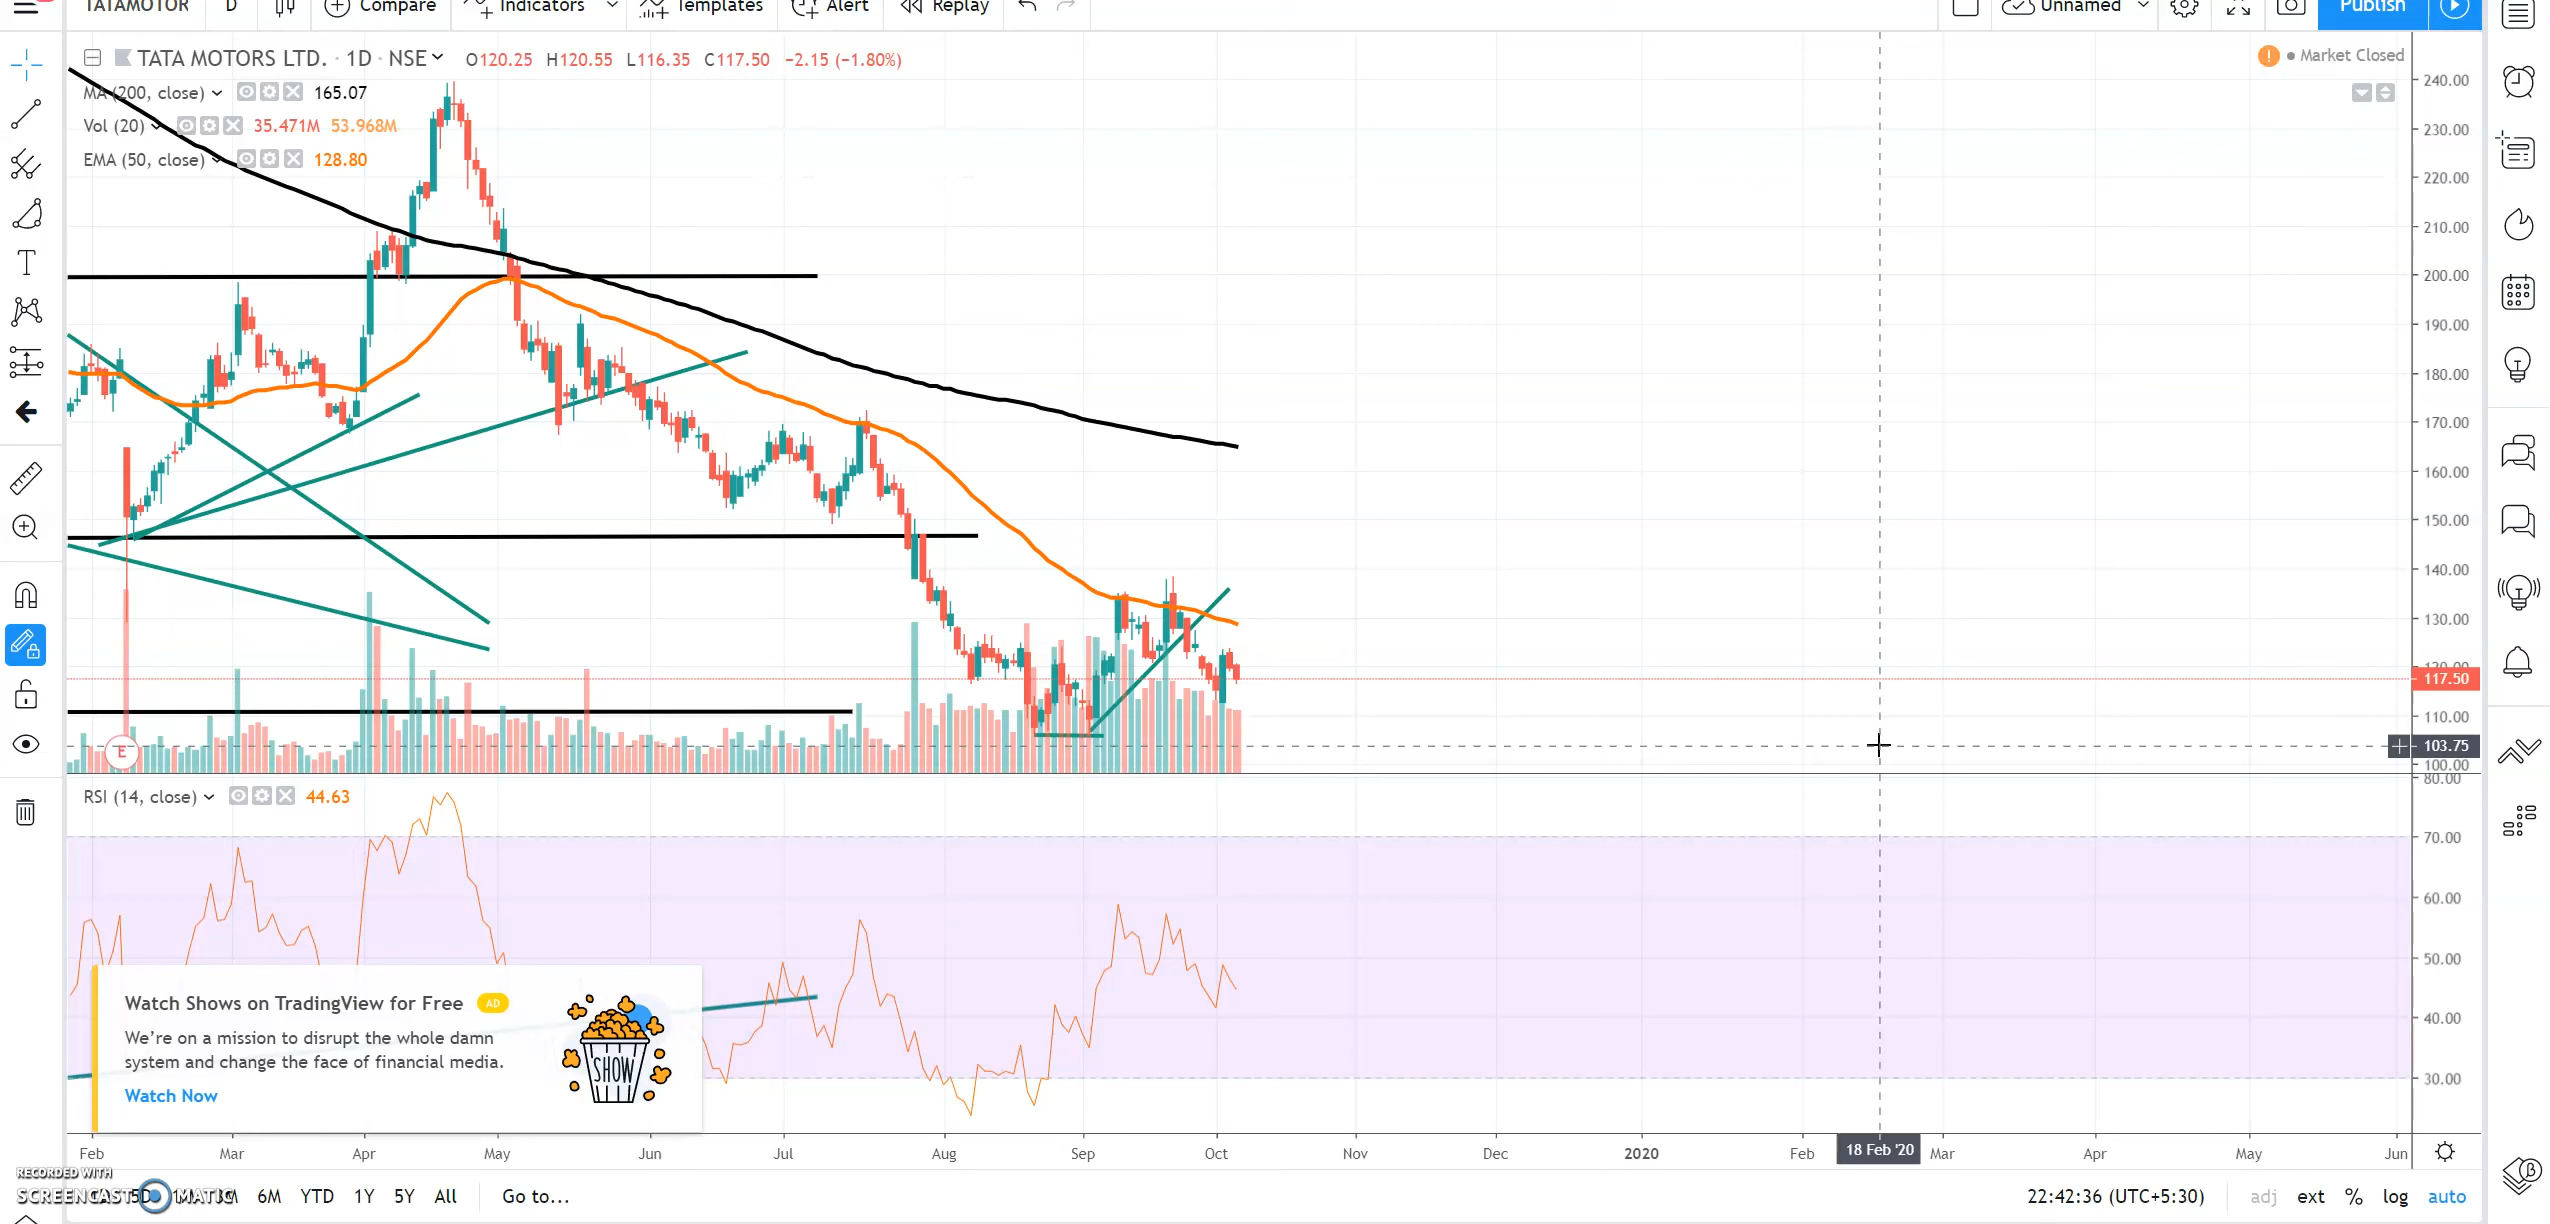 TATAMOTOR D Compare Indicators Templates Alert Replay Unnamed Publish
TATA MOTORS LTD. · 1D · NSE O120.25 H120.55 L116.35 C117.50 −2.15 (−1.80%)
Market Closed
MA (200, close) 165.07
Vol (20) 35.471M 53.968M
EMA (50, close) 128.80
240.00
230.00
220.00
210.00
200.00
190.00
180.00
170.00
160.00
150.00
140.00
130.00
120.00
117.50
110.00
103.75
100.00
E
RSI (14, close) 44.63
80.00
70.00
60.00
50.00
40.00
30.00
Watch Shows on TradingView for Free AD
We're on a mission to disrupt the whole damn
system and change the face of financial media.
Watch Now
SHOW
Feb Mar Apr May Jun Jul Aug Sep Oct Nov Dec 2020 Feb 18 Feb '20 Mar Apr May Jun
RECORDED WITH
SCREENCAST MATIC
5D 6M YTD 1Y 5Y All Go to...
22:42:36 (UTC+5:30) adj ext % log auto